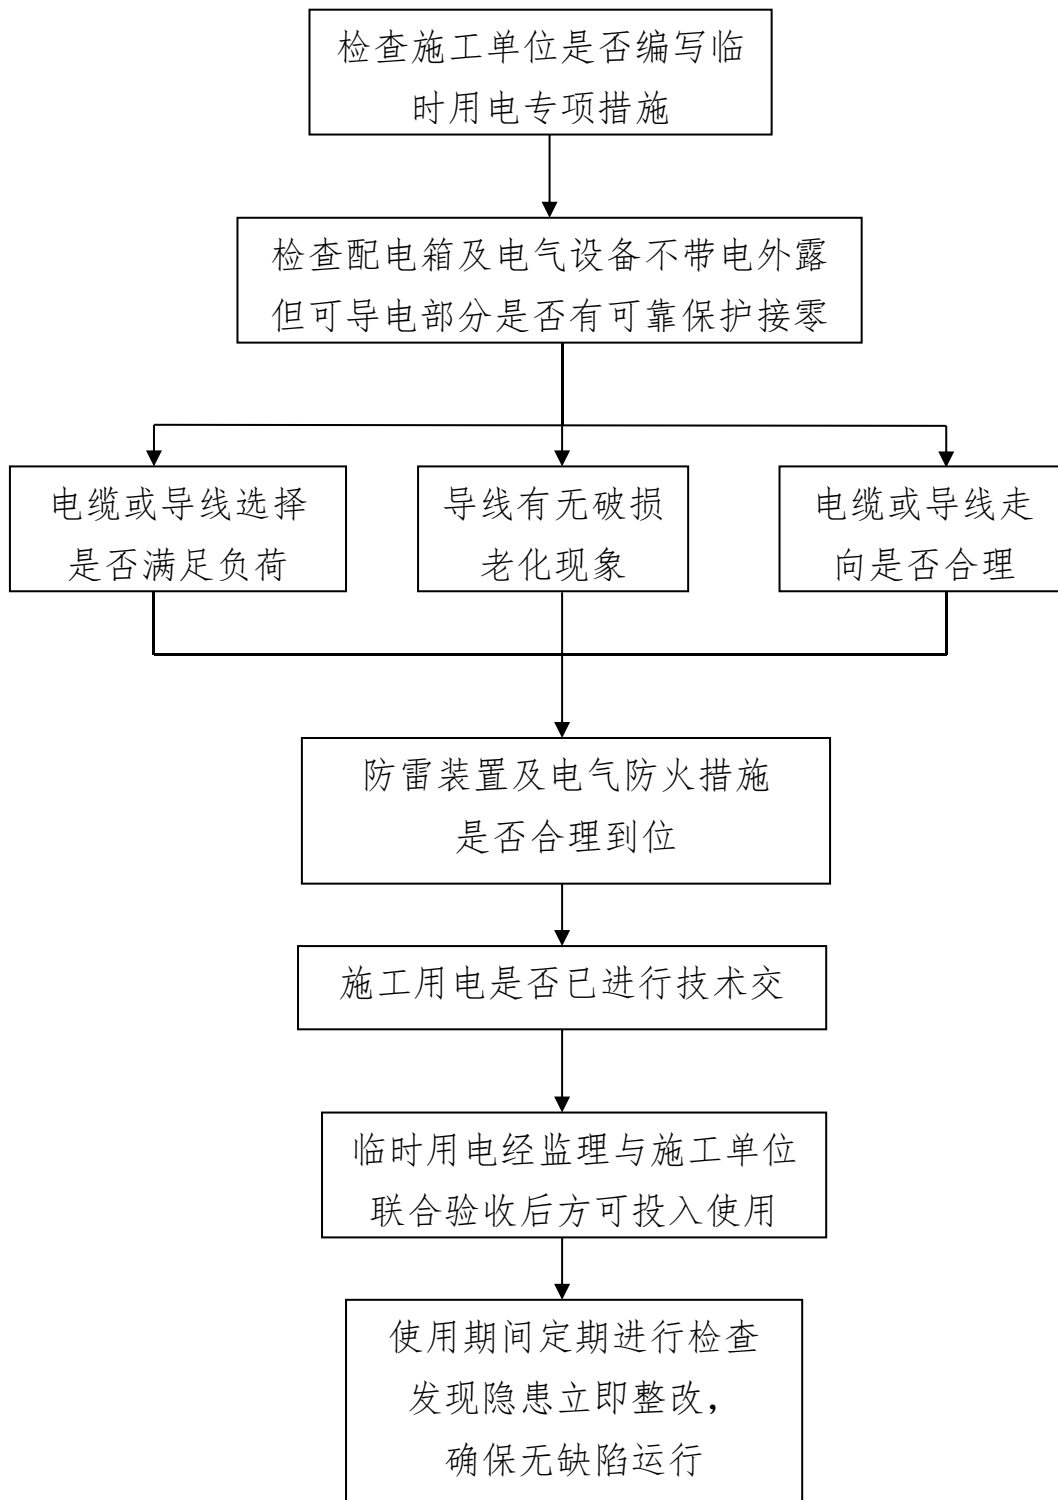 检查施工单位是否编写临
时用电专项措施
检查配电箱及电气设备不带电外露
但可导电部分是否有可靠保护接零
电缆或导线选择
是否满足负荷
导线有无破损
老化现象
电缆或导线走
向是否合理
防雷装置及电气防火措施
是否合理到位
施工用电是否已进行技术交
临时用电经监理与施工单位
联合验收后方可投入使用
使用期间定期进行检查
发现隐患立即整改，
确保无缺陷运行